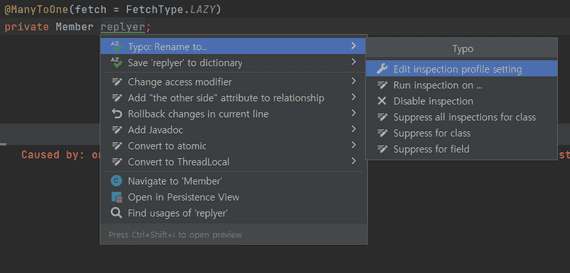 @ManyToOne(fetch = FetchType.LAZY)
private Member replyer;
Typo: Rename to...
Save 'replyer' to dictionary
Change access modifier
Add "the other side" attribute to relationship
Rollback changes in current line
Add Javadoc
Convert to atomic
Convert to ThreadLocal
Navigate to 'Member'
Open in Persistence View
Find usages of 'replyer'
Press Ctrl+Shift+I to open preview
Typo
Edit inspection profile setting
Run inspection on ...
Disable inspection
Suppress all inspections for class
Suppress for class
Suppress for field
Caused by: